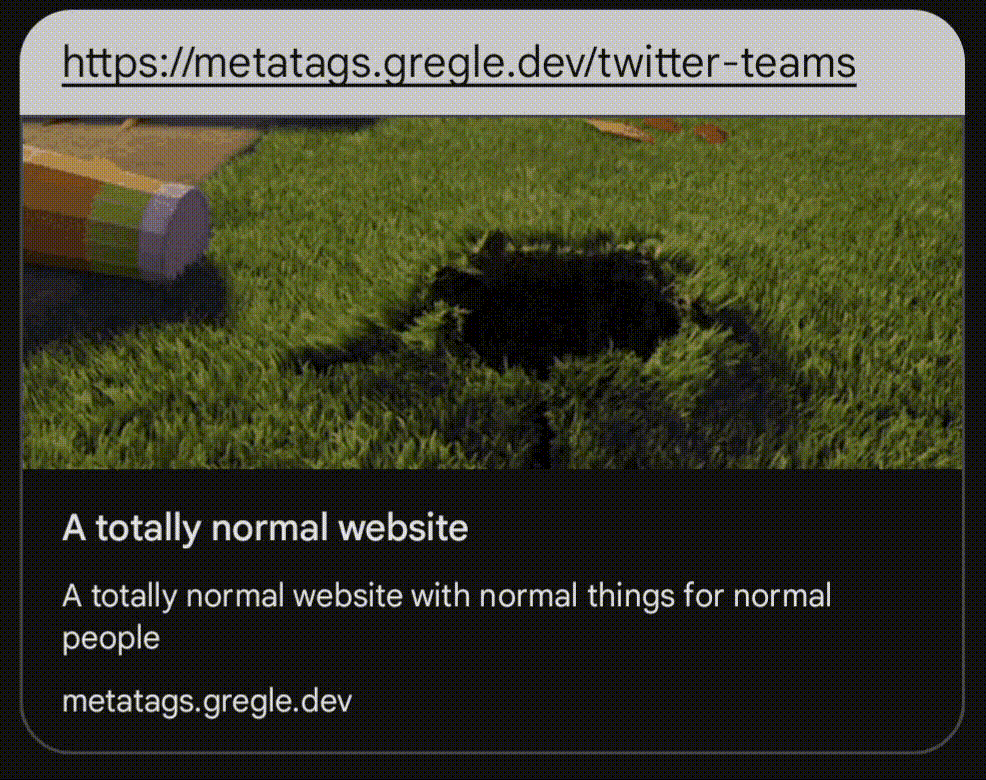 https://metatags.gregle.dev/twitter-teams
A totally normal website
A totally normal website with normal things for normal
people
metatags.gregle.dev